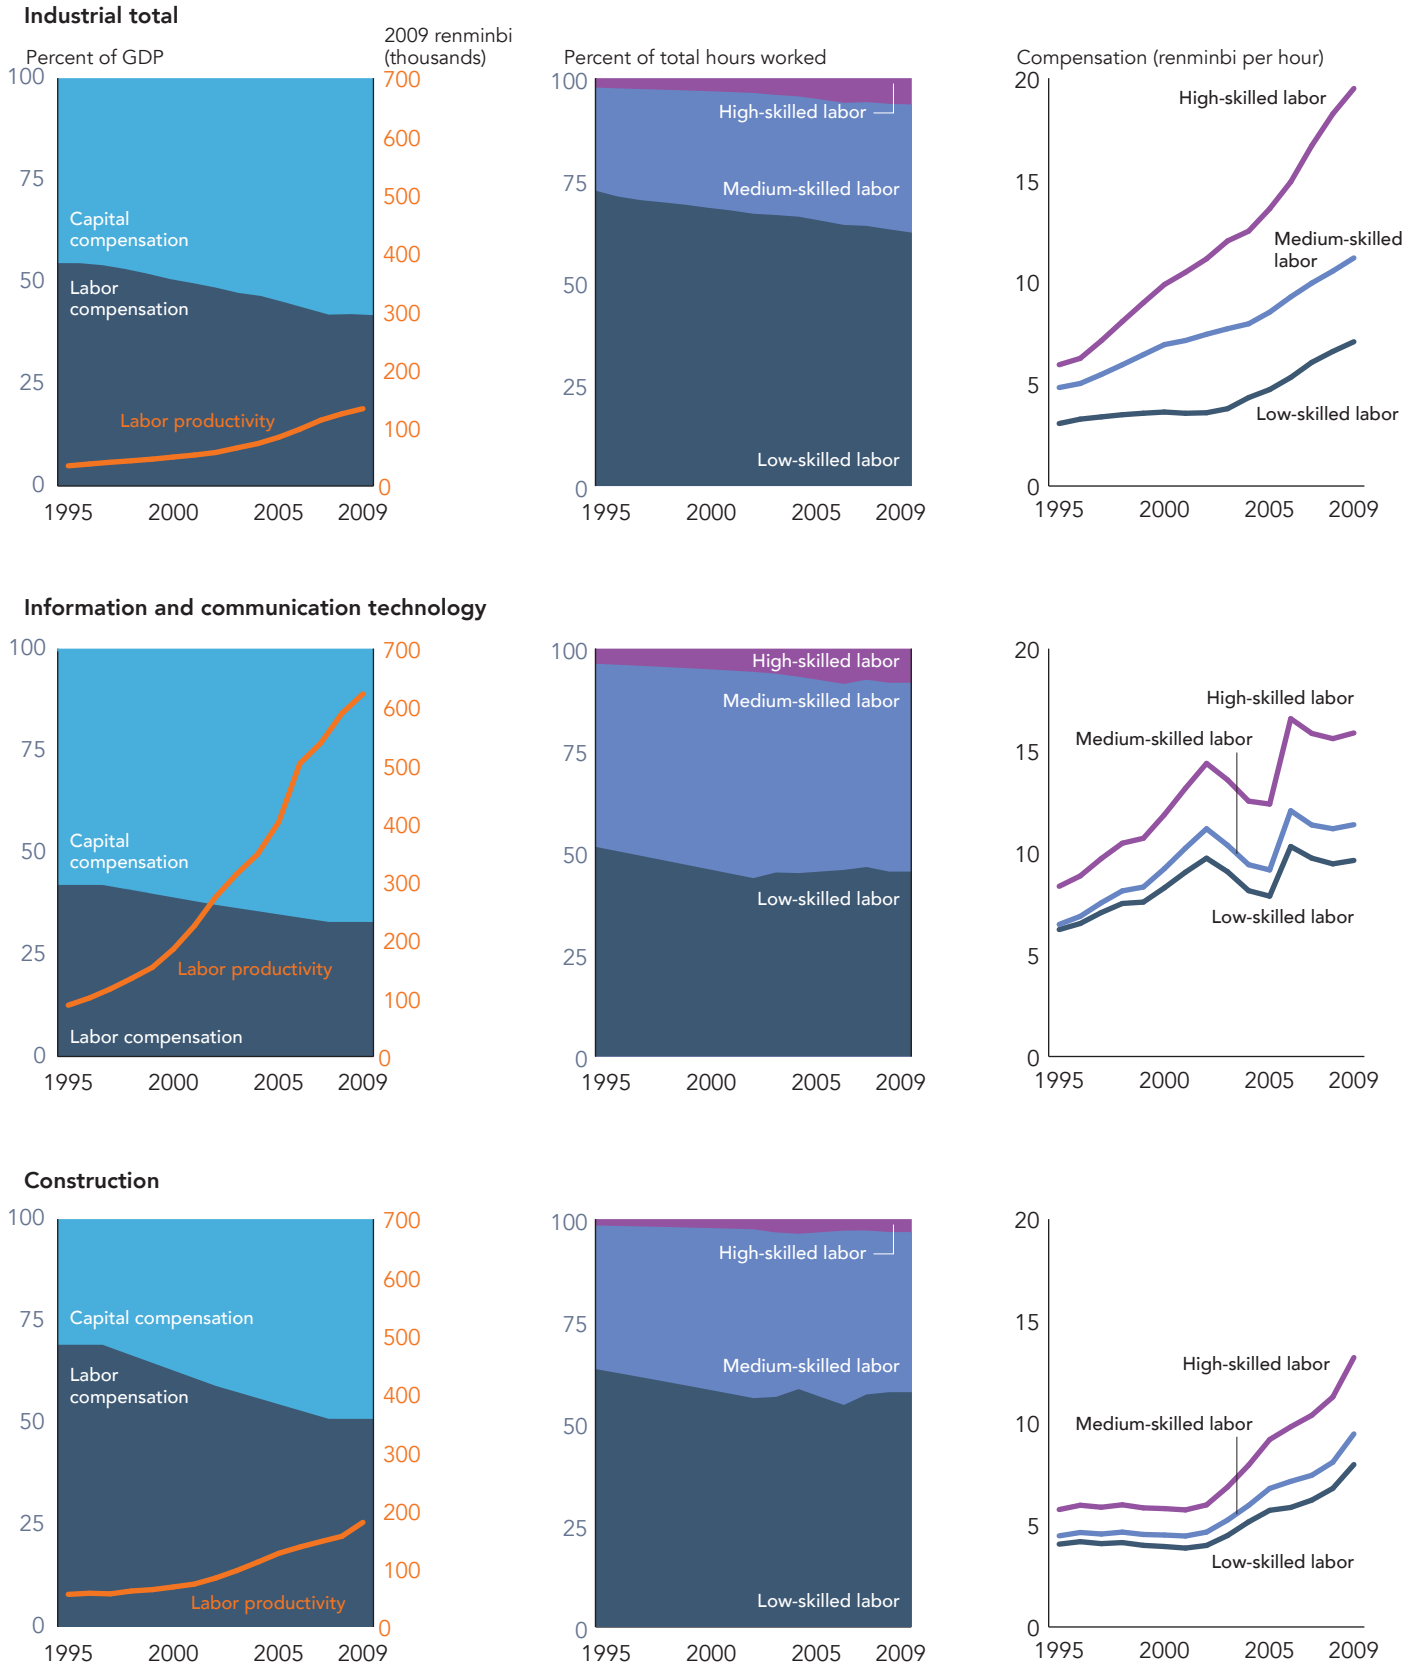 Industrial total
Percent of GDP
2009 renminbi
(thousands)
100
75
50
25
0
700
600
500
400
300
200
100
0
Capital
compensation
Labor
compensation
Labor productivity
1995 2000 2005 2009
Percent of total hours worked
100
75
50
25
0
High-skilled labor
Medium-skilled labor
Low-skilled labor
1995 2000 2005 2009
Compensation (renminbi per hour)
20
15
10
5
0
High-skilled labor
Medium-skilled
labor
Low-skilled labor
1995 2000 2005 2009
Information and communication technology
100
75
50
25
0
700
600
500
400
300
200
100
0
Capital
compensation
Labor productivity
Labor compensation
1995 2000 2005 2009
100
75
50
25
0
High-skilled labor
Medium-skilled labor
Low-skilled labor
1995 2000 2005 2009
20
15
10
5
0
High-skilled labor
Medium-skilled labor
Low-skilled labor
1995 2000 2005 2009
Construction
100
75
50
25
0
700
600
500
400
300
200
100
0
Capital compensation
Labor
compensation
Labor productivity
1995 2000 2005 2009
100
75
50
25
0
High-skilled labor
Medium-skilled labor
Low-skilled labor
1995 2000 2005 2009
20
15
10
5
0
High-skilled labor
Medium-skilled labor
Low-skilled labor
1995 2000 2005 2009